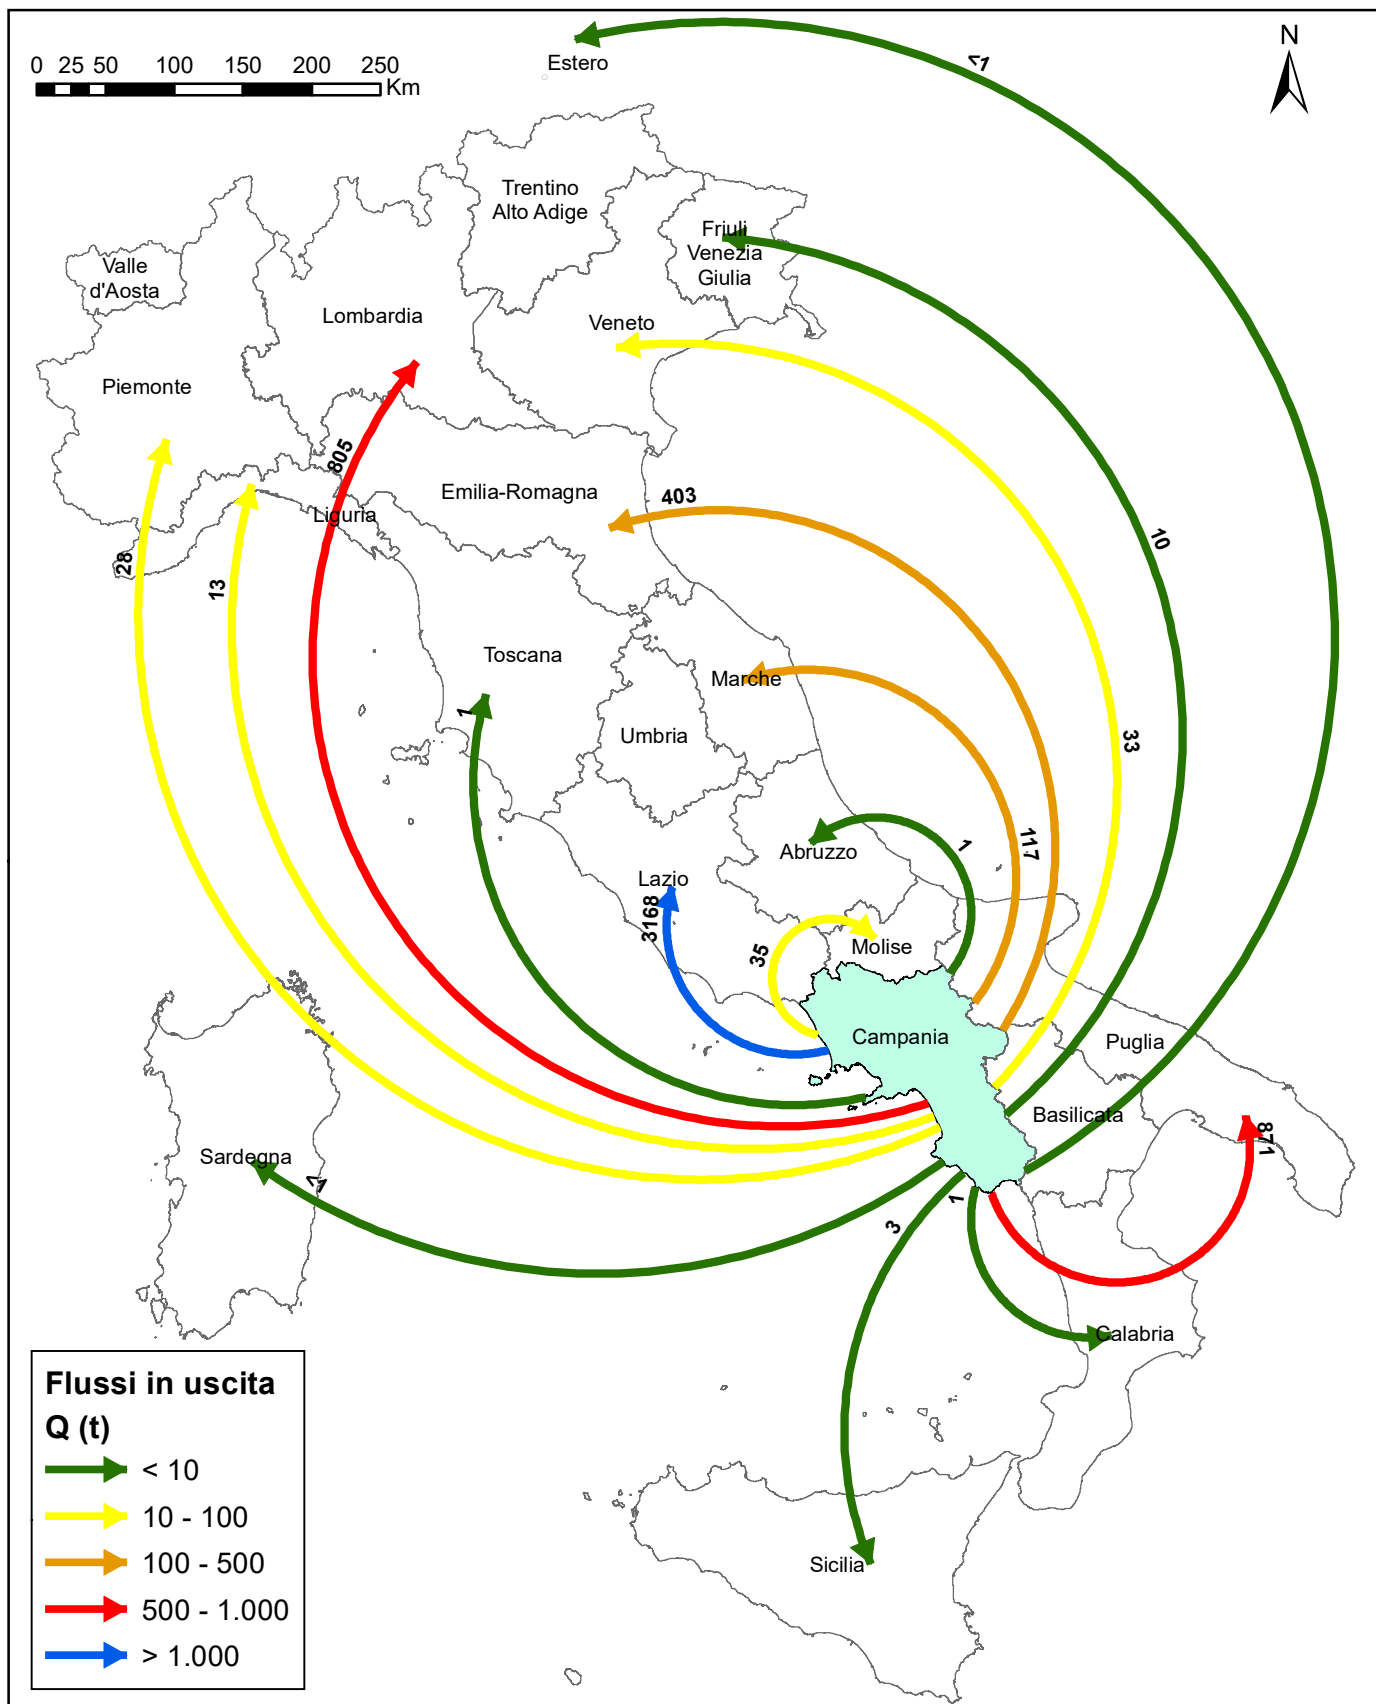 N
0 25 50 100 150 200 250
Km
Estero
<1
Trentino
Alto Adige
Friuli
Venezia
Giulia
Valle
d'Aosta
Lombardia
Veneto
Piemonte
805
Emilia-Romagna
403
Liguria
10
28
13
Toscana
Marche
1
Umbria
33
117
1
Abruzzo
Lazio
3168
35
Molise
Campania
Puglia
Basilicata
871
Sardegna
<1
1
3
Calabria
Sicilia
Flussi in uscita
Q (t)
< 10
10 - 100
100 - 500
500 - 1.000
> 1.000